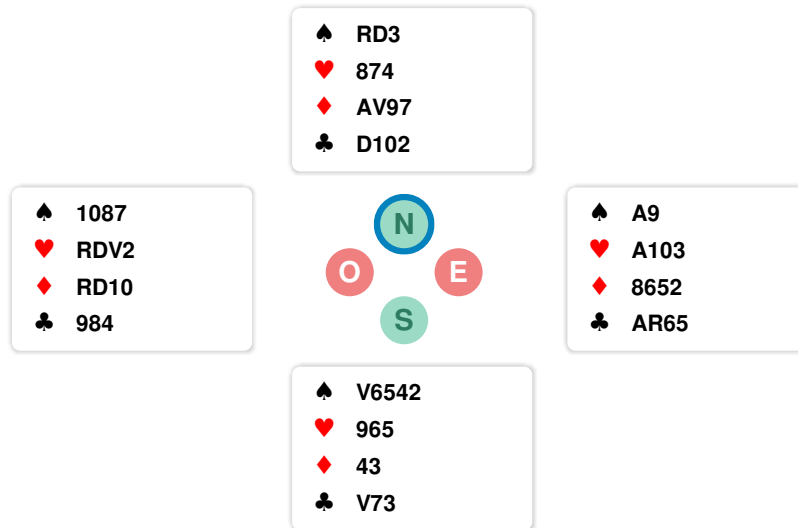 ♠ RD3
♥ 874
♦ AV97
♣ D102
♠ 1087
♥ RDV2
♦ RD10
♣ 984
N
O
E
S
♠ A9
♥ A103
♦ 8652
♣ AR65
♠ V6542
♥ 965
♦ 43
♣ V73